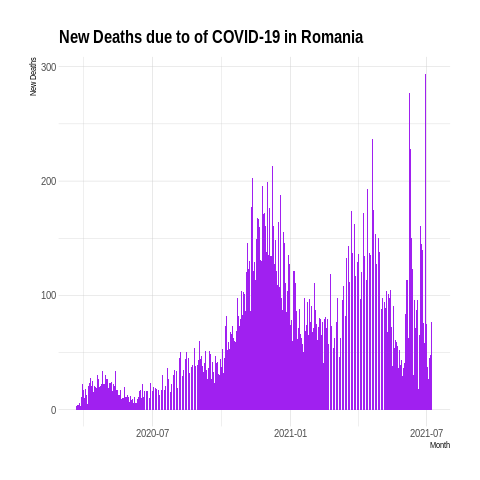 New Deaths due to of COVID-19 in Romania
New Deaths
300
200
100
0
2020-07
2021-01
2021-07
Month